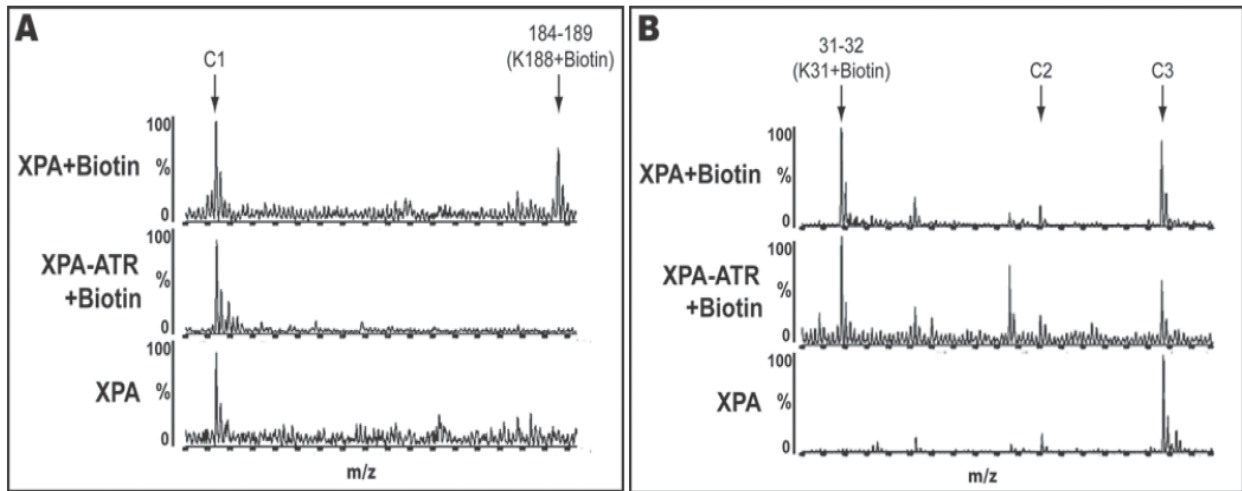 A
C1
184-189
(K188+Biotin)
XPA+Biotin
100
%
0
XPA-ATR
+Biotin
100
%
0
XPA
100
%
0
m/z
B
31-32
(K31+Biotin)
C2
C3
XPA+Biotin
100
%
0
XPA-ATR
+Biotin
100
%
0
XPA
100
%
0
m/z